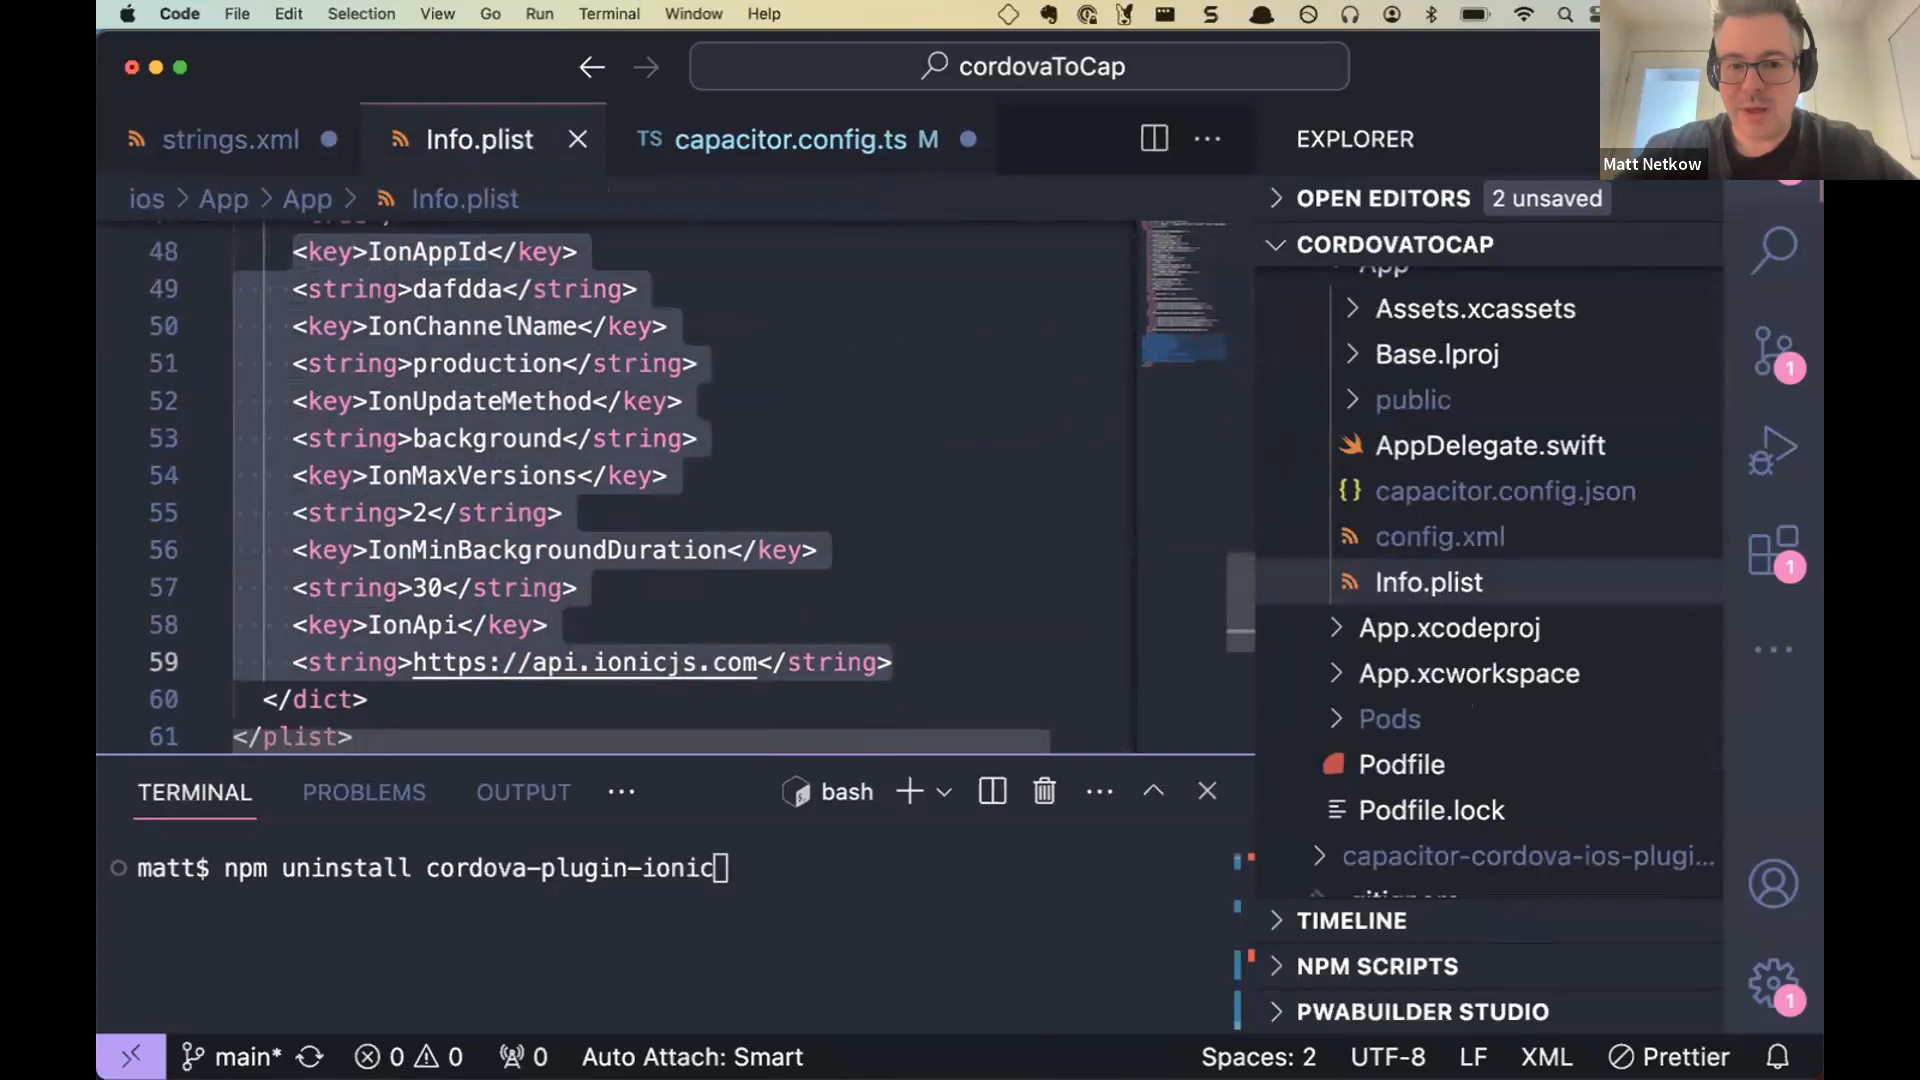 Code File Edit Selection View Go Run Terminal Window Help
cordovaToCap
Matt Netkow
strings.xml
Info.plist
TS capacitor.config.ts M
EXPLORER
ios > App > App > Info.plist
OPEN EDITORS 2 unsaved
CORDOVATOCAP
App
48 <key>IonAppId</key>
49 <string>dafdda</string>
50 <key>IonChannelName</key>
51 <string>production</string>
52 <key>IonUpdateMethod</key>
53 <string>background</string>
54 <key>IonMaxVersions</key>
55 <string>2</string>
56 <key>IonMinBackgroundDuration</key>
57 <string>30</string>
58 <key>IonApi</key>
59 <string>https://api.ionicjs.com</string>
60 </dict>
61 </plist>
Assets.xcassets
Base.lproj
public
AppDelegate.swift
{} capacitor.config.json
config.xml
Info.plist
App.xcodeproj
App.xcworkspace
Pods
Podfile
Podfile.lock
capacitor-cordova-ios-plugi...
.gitignore
TIMELINE
NPM SCRIPTS
PWABUILDER STUDIO
1
1
1
TERMINAL PROBLEMS OUTPUT ... bash
matt$ npm uninstall cordova-plugin-ionic
main* 0 0 0 Auto Attach: Smart Spaces: 2 UTF-8 LF XML Prettier